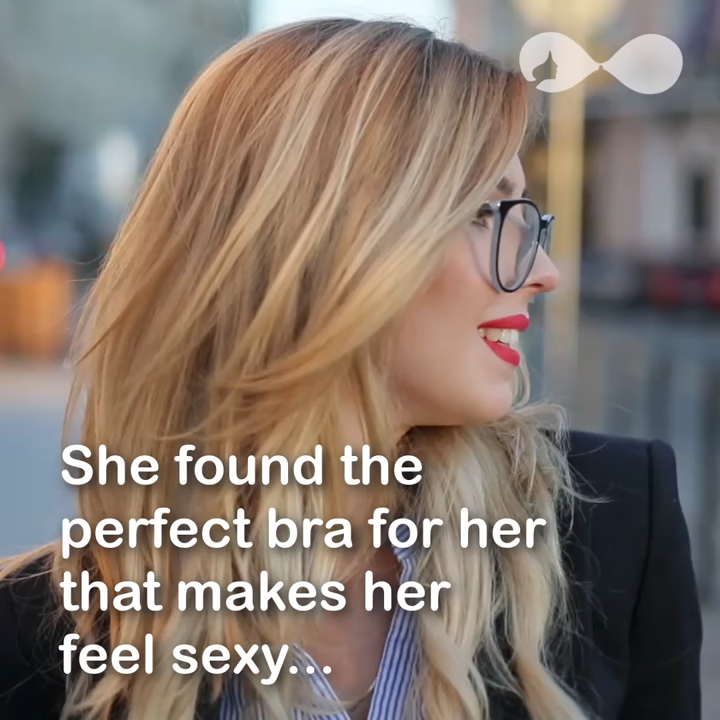 She found the
perfect bra for her
that makes her
feel sexy...